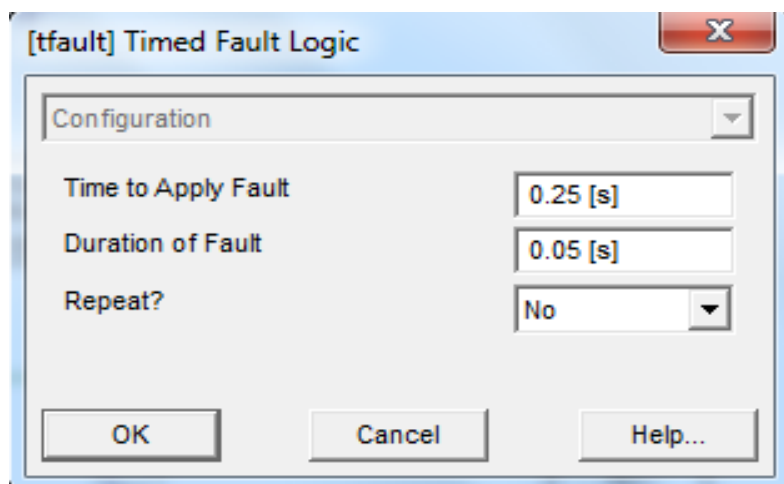 [tfault] Timed Fault Logic
Configuration
Time to Apply Fault 0.25 [s]
Duration of Fault 0.05 [s]
Repeat? No
OK Cancel Help...